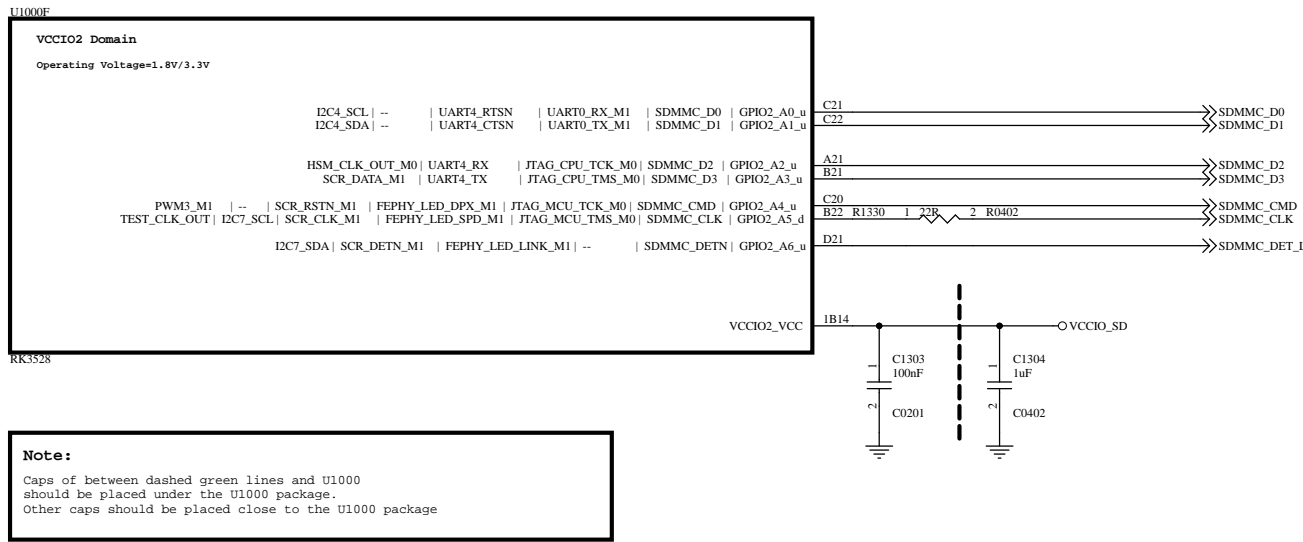 U1000F
VCCIO2 Domain
Operating Voltage=1.8V/3.3V
I2C4_SCL | -- | UART4_RTSN | UART0_RX_M1 | SDMMC_D0 | GPIO2_A0_u C21 SDMMC_D0
I2C4_SDA | -- | UART4_CTSN | UART0_TX_M1 | SDMMC_D1 | GPIO2_A1_u C22 SDMMC_D1
HSM_CLK_OUT_M0 | UART4_RX | JTAG_CPU_TCK_M0 | SDMMC_D2 | GPIO2_A2_u A21 SDMMC_D2
SCR_DATA_M1 | UART4_TX | JTAG_CPU_TMS_M0 | SDMMC_D3 | GPIO2_A3_u B21 SDMMC_D3
PWM3_M1 | -- | SCR_RSTN_M1 | FEPHY_LED_DPX_M1 | JTAG_MCU_TCK_M0 | SDMMC_CMD | GPIO2_A4_u C20 SDMMC_CMD
TEST_CLK_OUT | I2C7_SCL | SCR_CLK_M1 | FEPHY_LED_SPD_M1 | JTAG_MCU_TMS_M0 | SDMMC_CLK | GPIO2_A5_d B22 R1330 1 22R 2 R0402 SDMMC_CLK
I2C7_SDA | SCR_DETN_M1 | FEPHY_LED_LINK_M1 | -- | SDMMC_DETN | GPIO2_A6_u D21 SDMMC_DET_L
VCCIO2_VCC 1B14 VCCIO_SD
RK3528
1 C1303 1 C1304
100nF 1uF
2 C0201 2 C0402
Note:
Caps of between dashed green lines and U1000
should be placed under the U1000 package.
Other caps should be placed close to the U1000 package